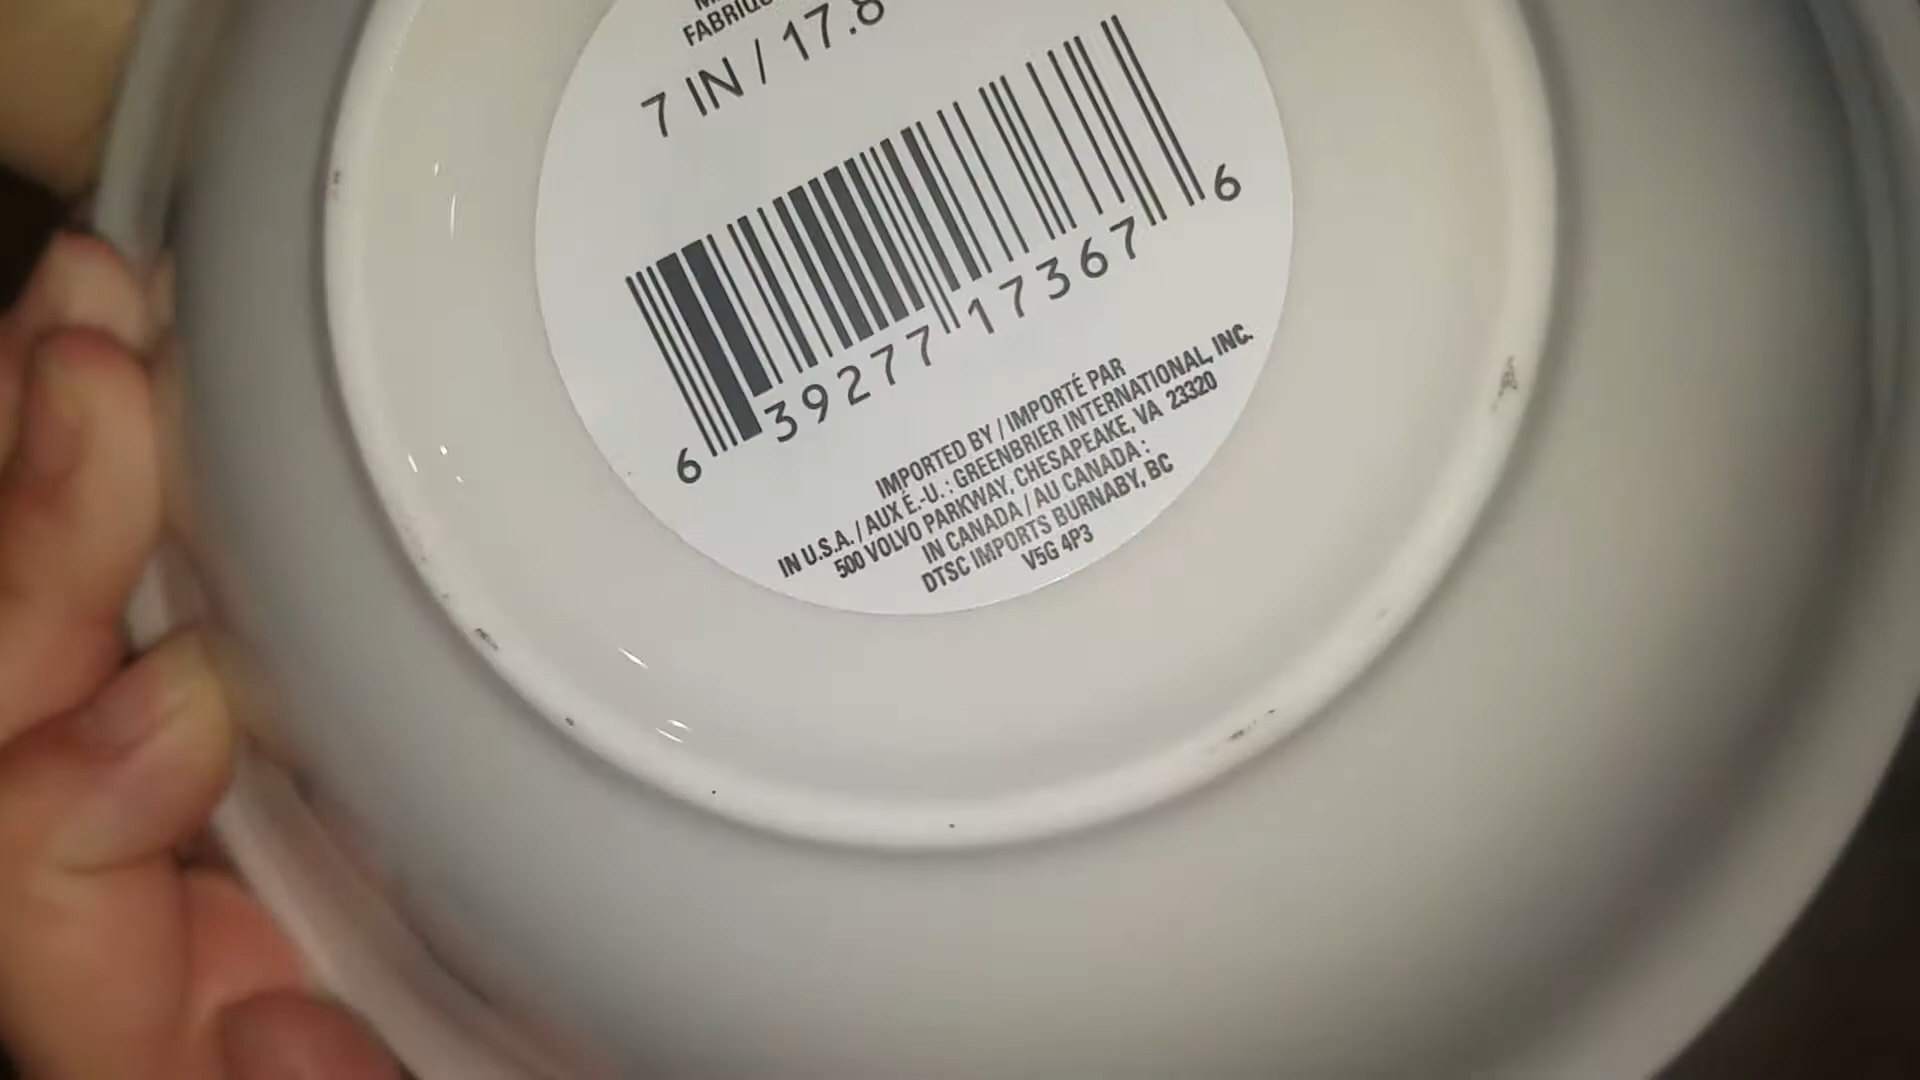 7 IN / 17.8
6 39277 17367 6
IMPORTED BY / IMPORTÉ PAR
IN U.S.A. / AUX É.-U. : GREENBRIER INTERNATIONAL, INC.
500 VOLVO PARKWAY, CHESAPEAKE, VA 23320
IN CANADA / AU CANADA :
DTSC IMPORTS BURNABY, BC
V5G 4P3